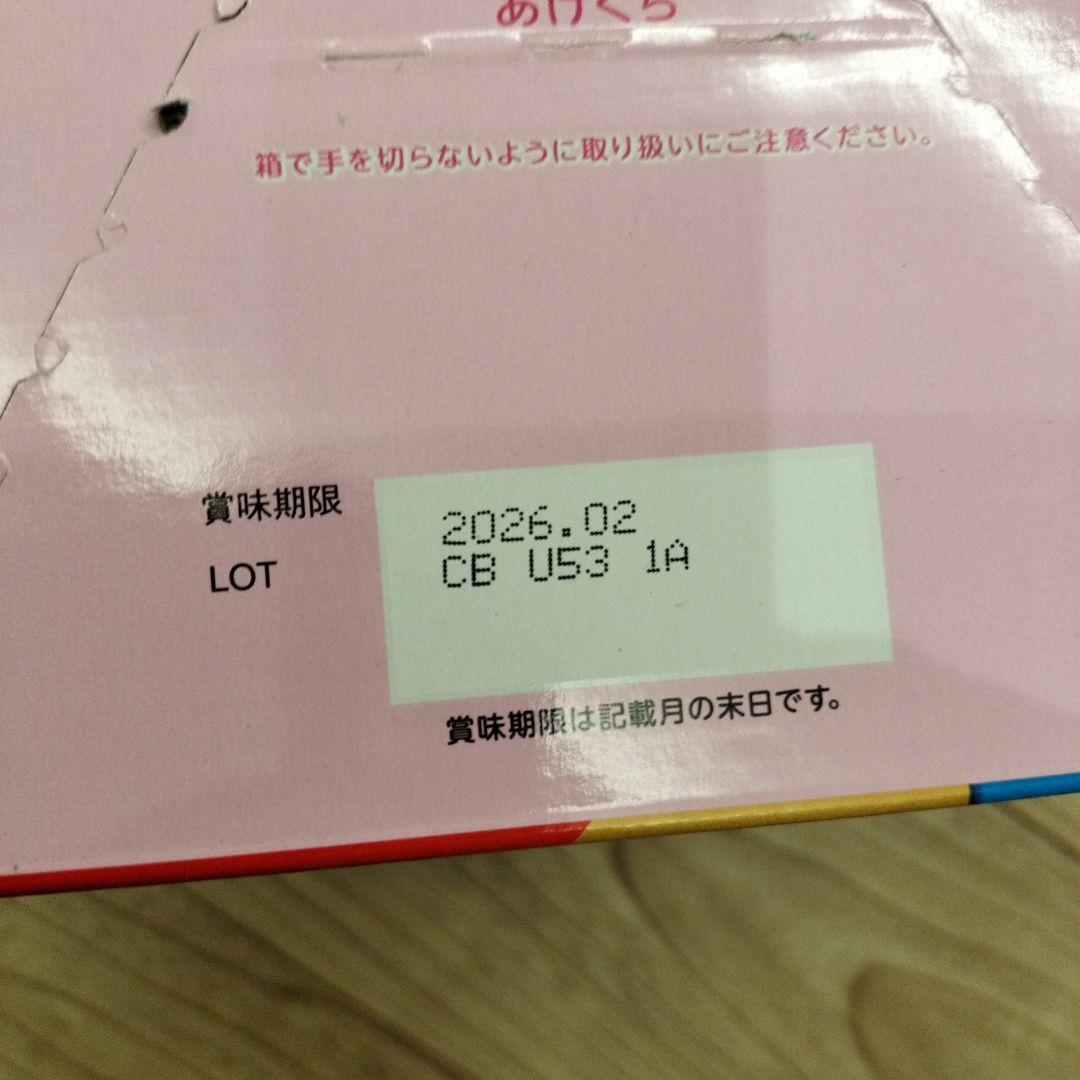 あけくち
箱で手を切らないように取り扱いにご注意ください。
賞味期限 2026.02
LOT CB U53 1A
賞味期限は記載月の末日です。